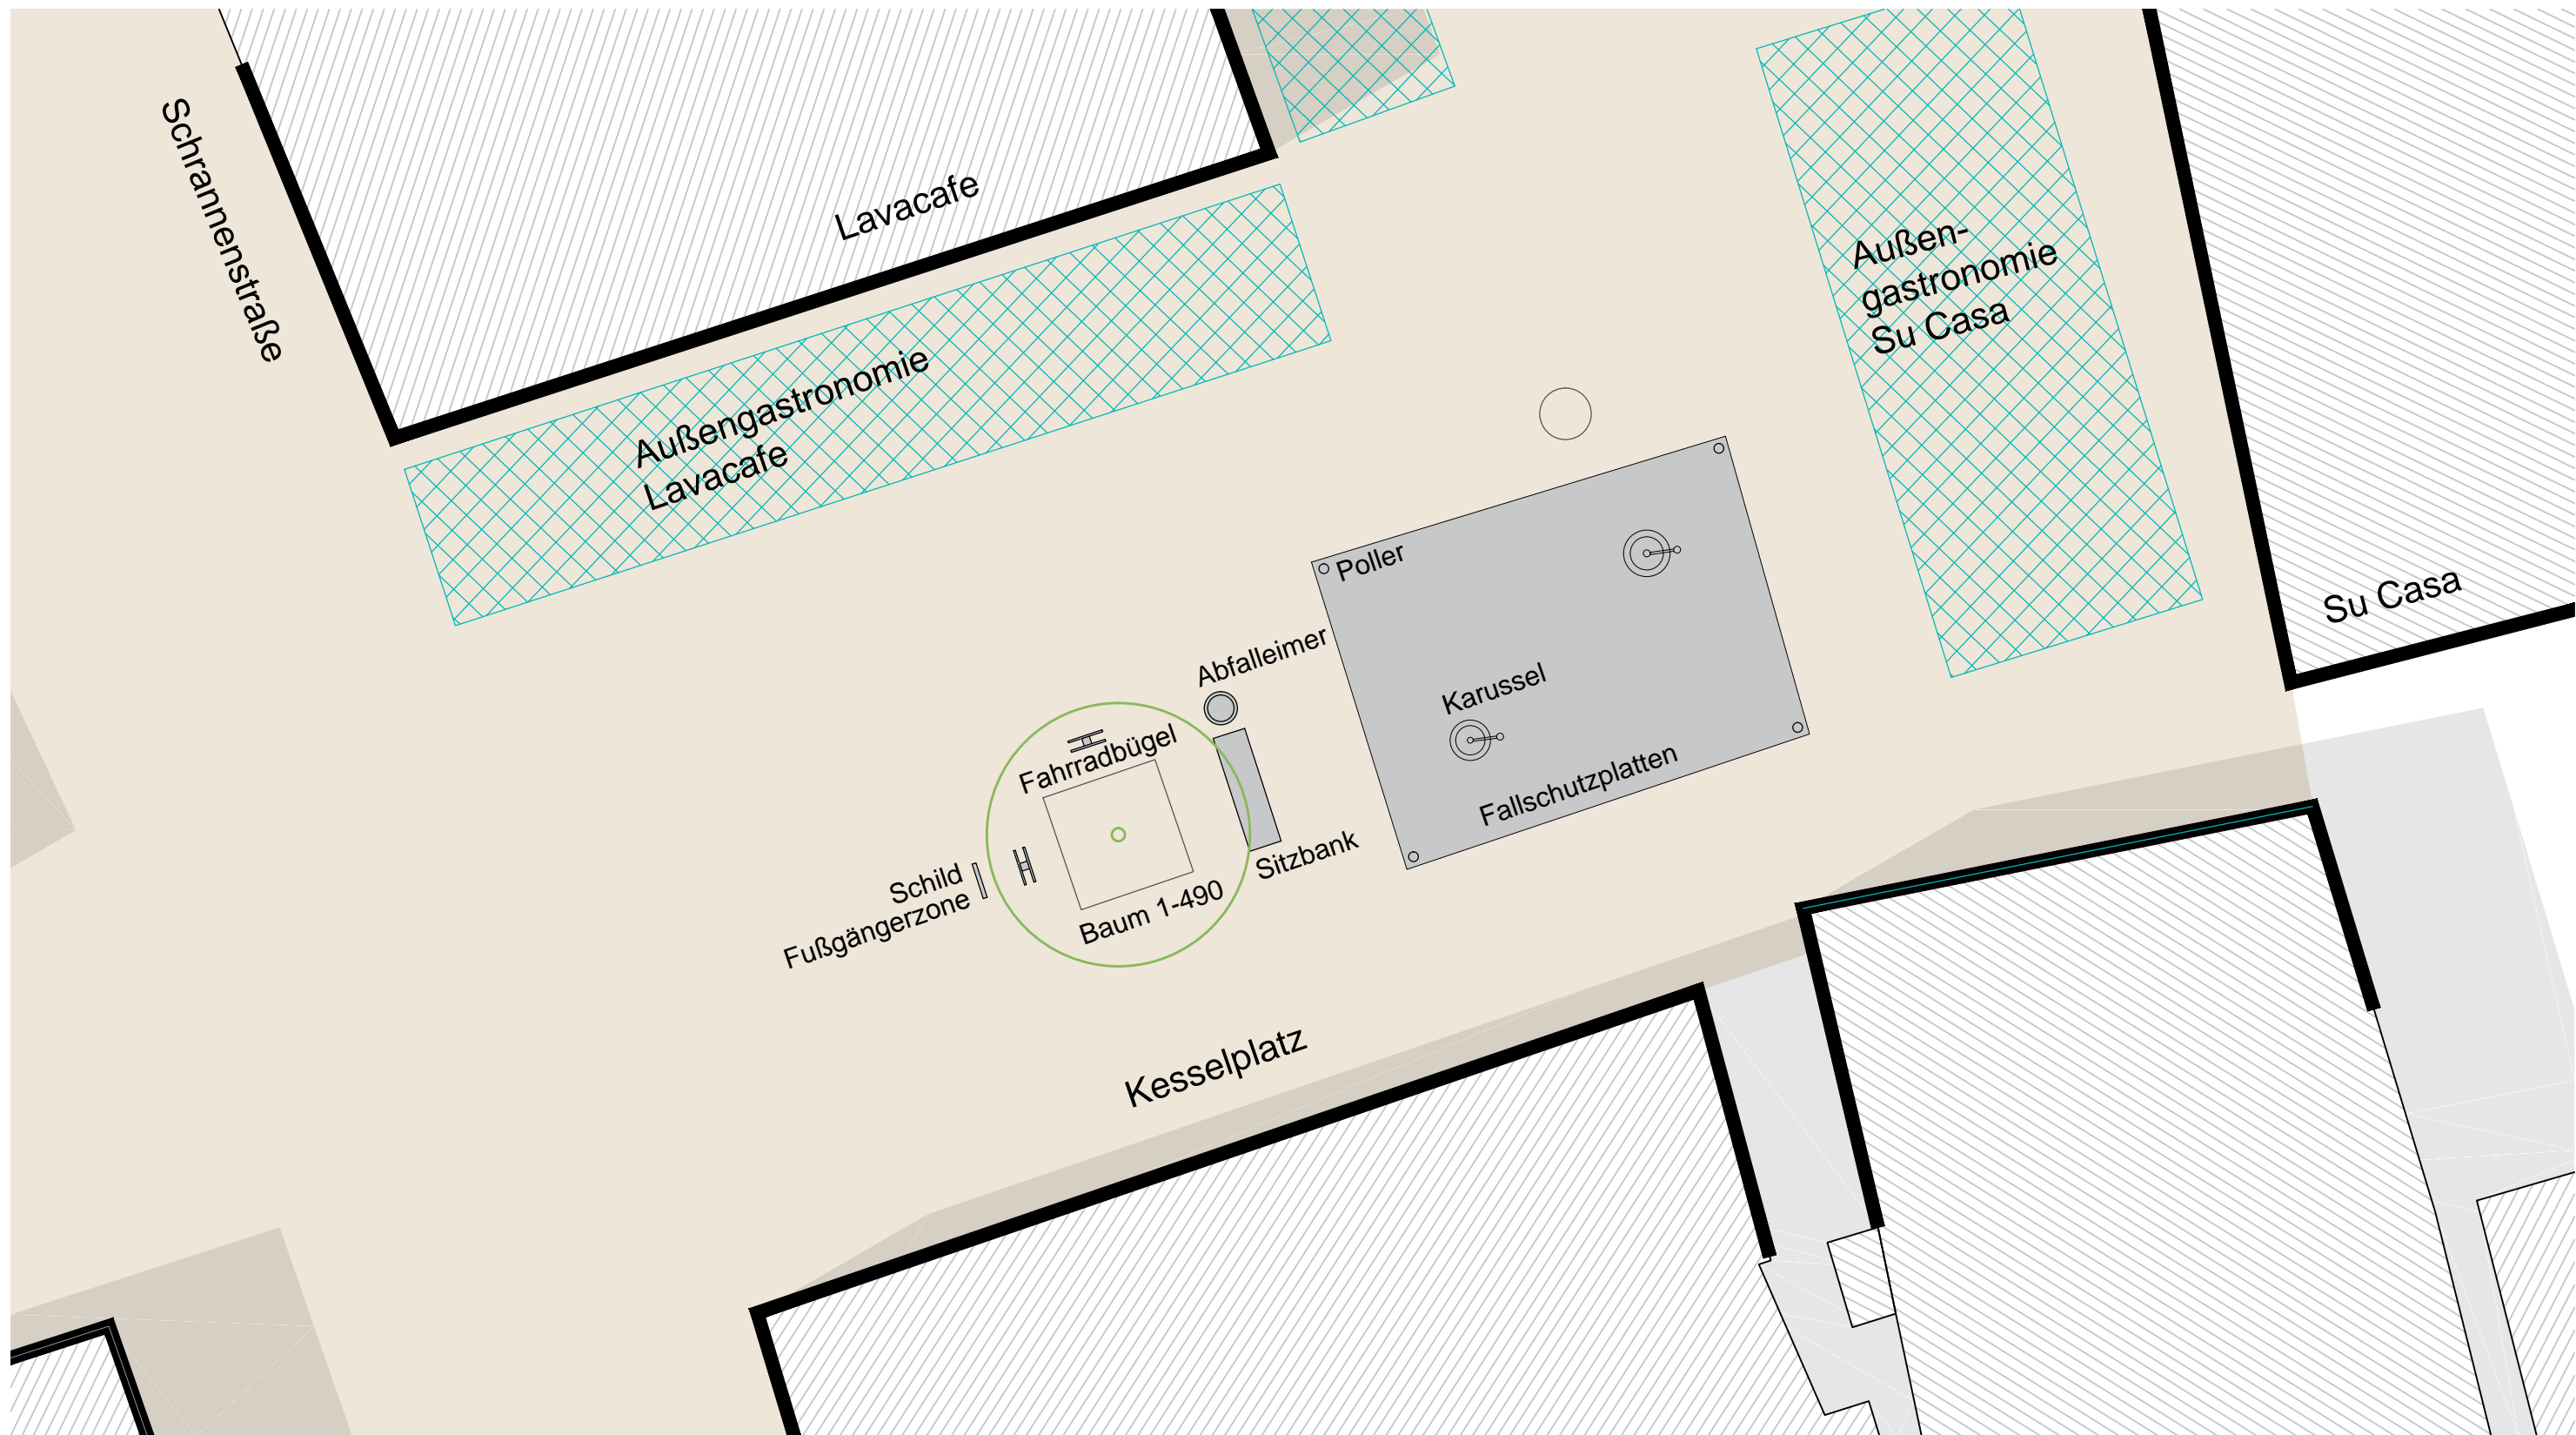 Schrannenstraße
Lavacafe
Außengastronomie
Lavacafe
Außen-
gastronomie
Su Casa
Su Casa
Poller
Abfalleimer
Karussel
Fallschutzplatten
Fahrradbügel
Sitzbank
Schild
Fußgängerzone
Baum 1-490
Kesselplatz